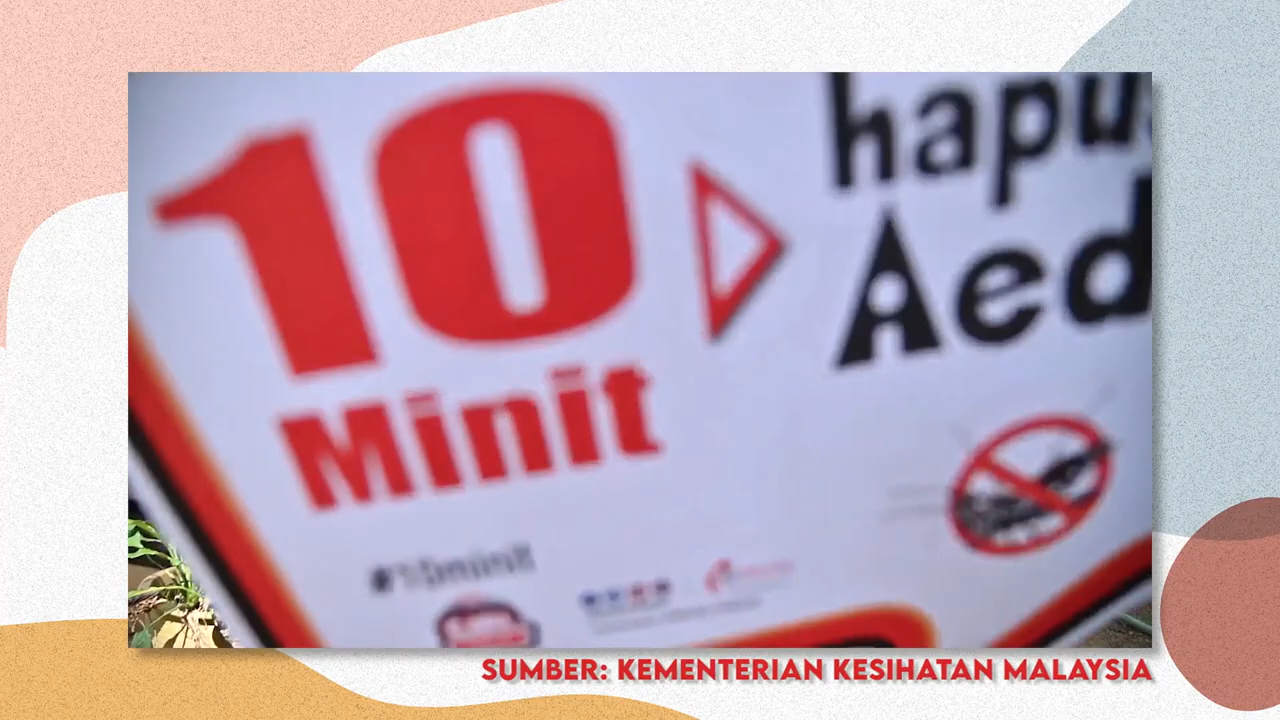 10
Minit
hapu
Aed
#10minit
SUMBER: KEMENTERIAN KESIHATAN MALAYSIA